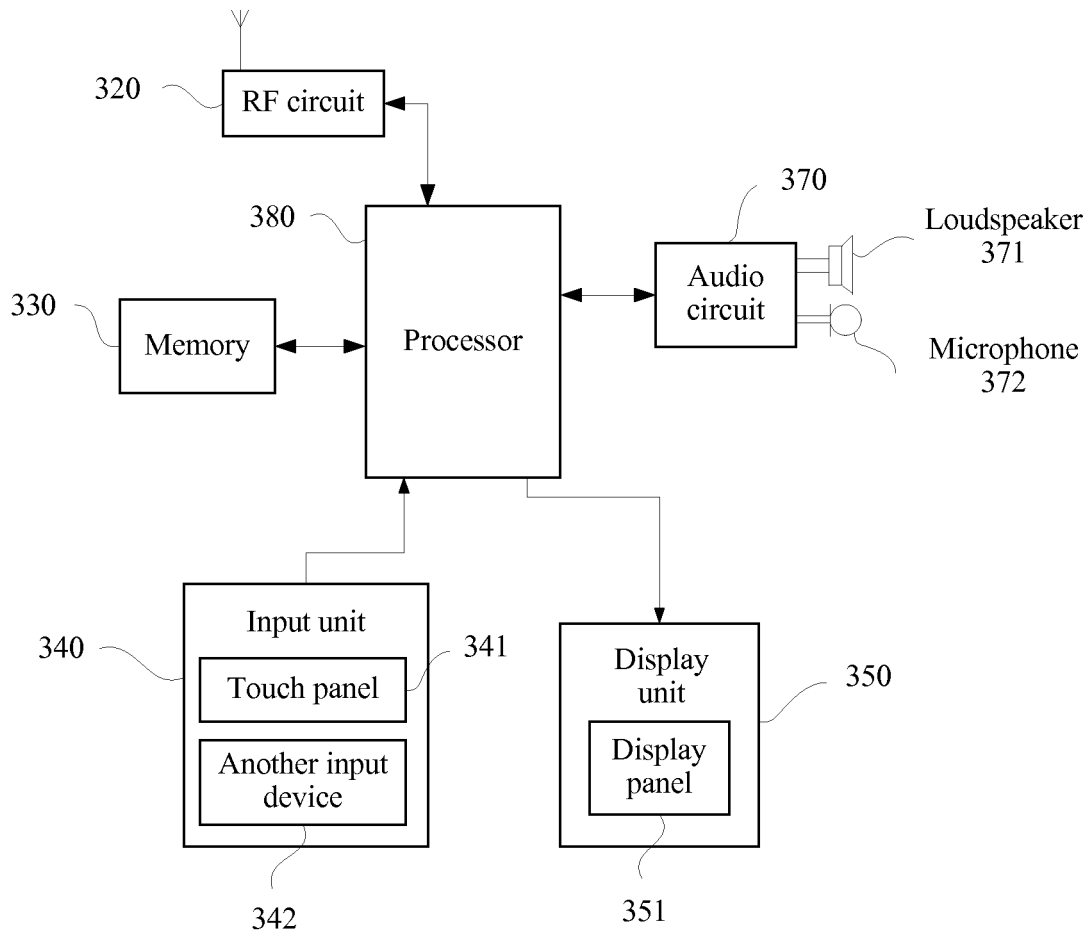 320
RF circuit
370
380
Loudspeaker
371
Audio
circuit
330
Memory
Processor
Microphone
372
Input unit
340
341
Touch panel
Display
unit
350
Another input
device
Display
panel
342
351